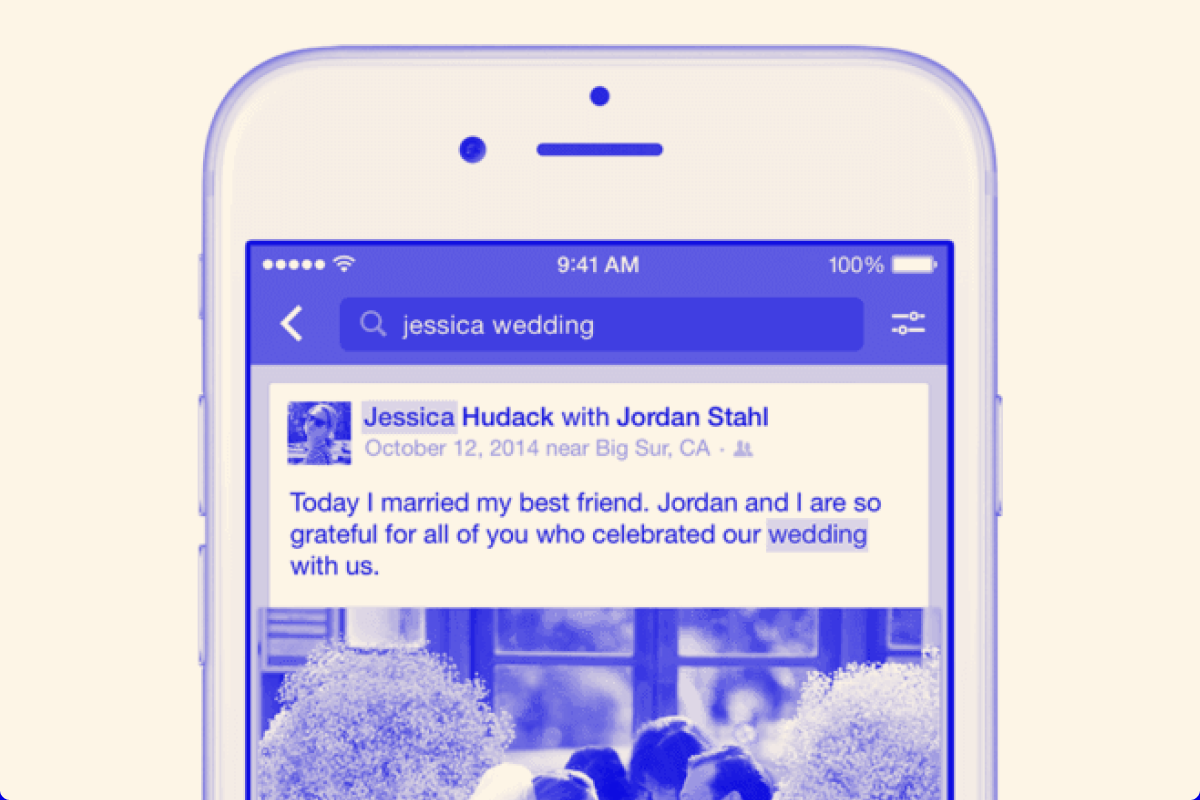 9:41 AM
100%
jessica wedding
Jessica Hudack with Jordan Stahl
October 12, 2014 near Big Sur, CA ·
Today I married my best friend. Jordan and I are so
grateful for all of you who celebrated our wedding
with us.